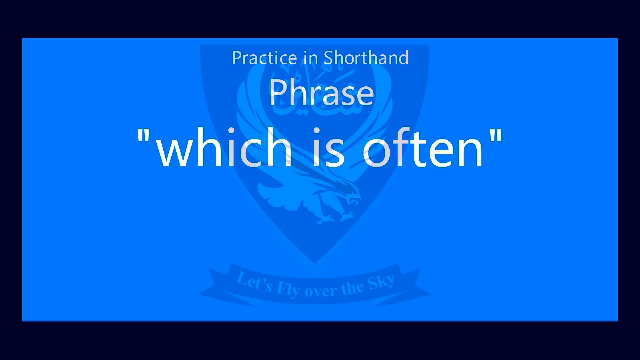 Practice in Shorthand
Phrase
"which is often"
Let's Fly over the Sky